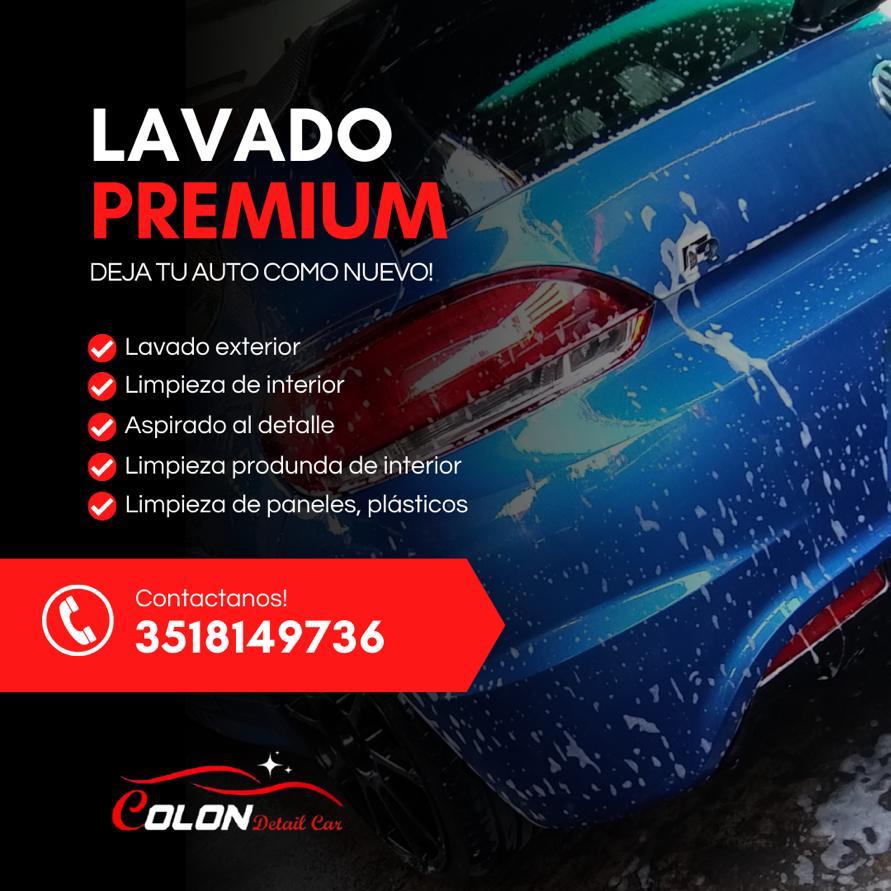 LAVADO
PREMIUM
DEJA TU AUTO COMO NUEVO!
Lavado exterior
Limpieza de interior
Aspirado al detalle
Limpieza produnda de interior
Limpieza de paneles, plásticos
Contactanos!
3518149736
COLON Detail Car